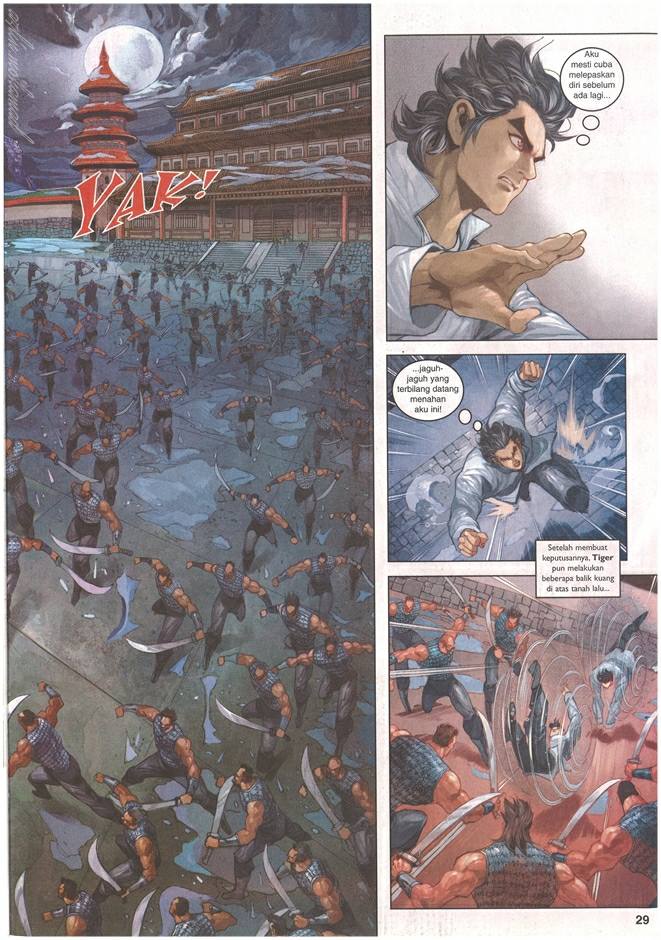 YAK!
Aku
mesti cuba
melepaskan
diri sebelum
ada lagi...
...jaguh-
jaguh yang
terbilang datang
menahan
aku ini!
Setelah membuat
keputusannya, Tiger
pun melakukan
beberapa balik kuang
di atas tanah lalu...
29